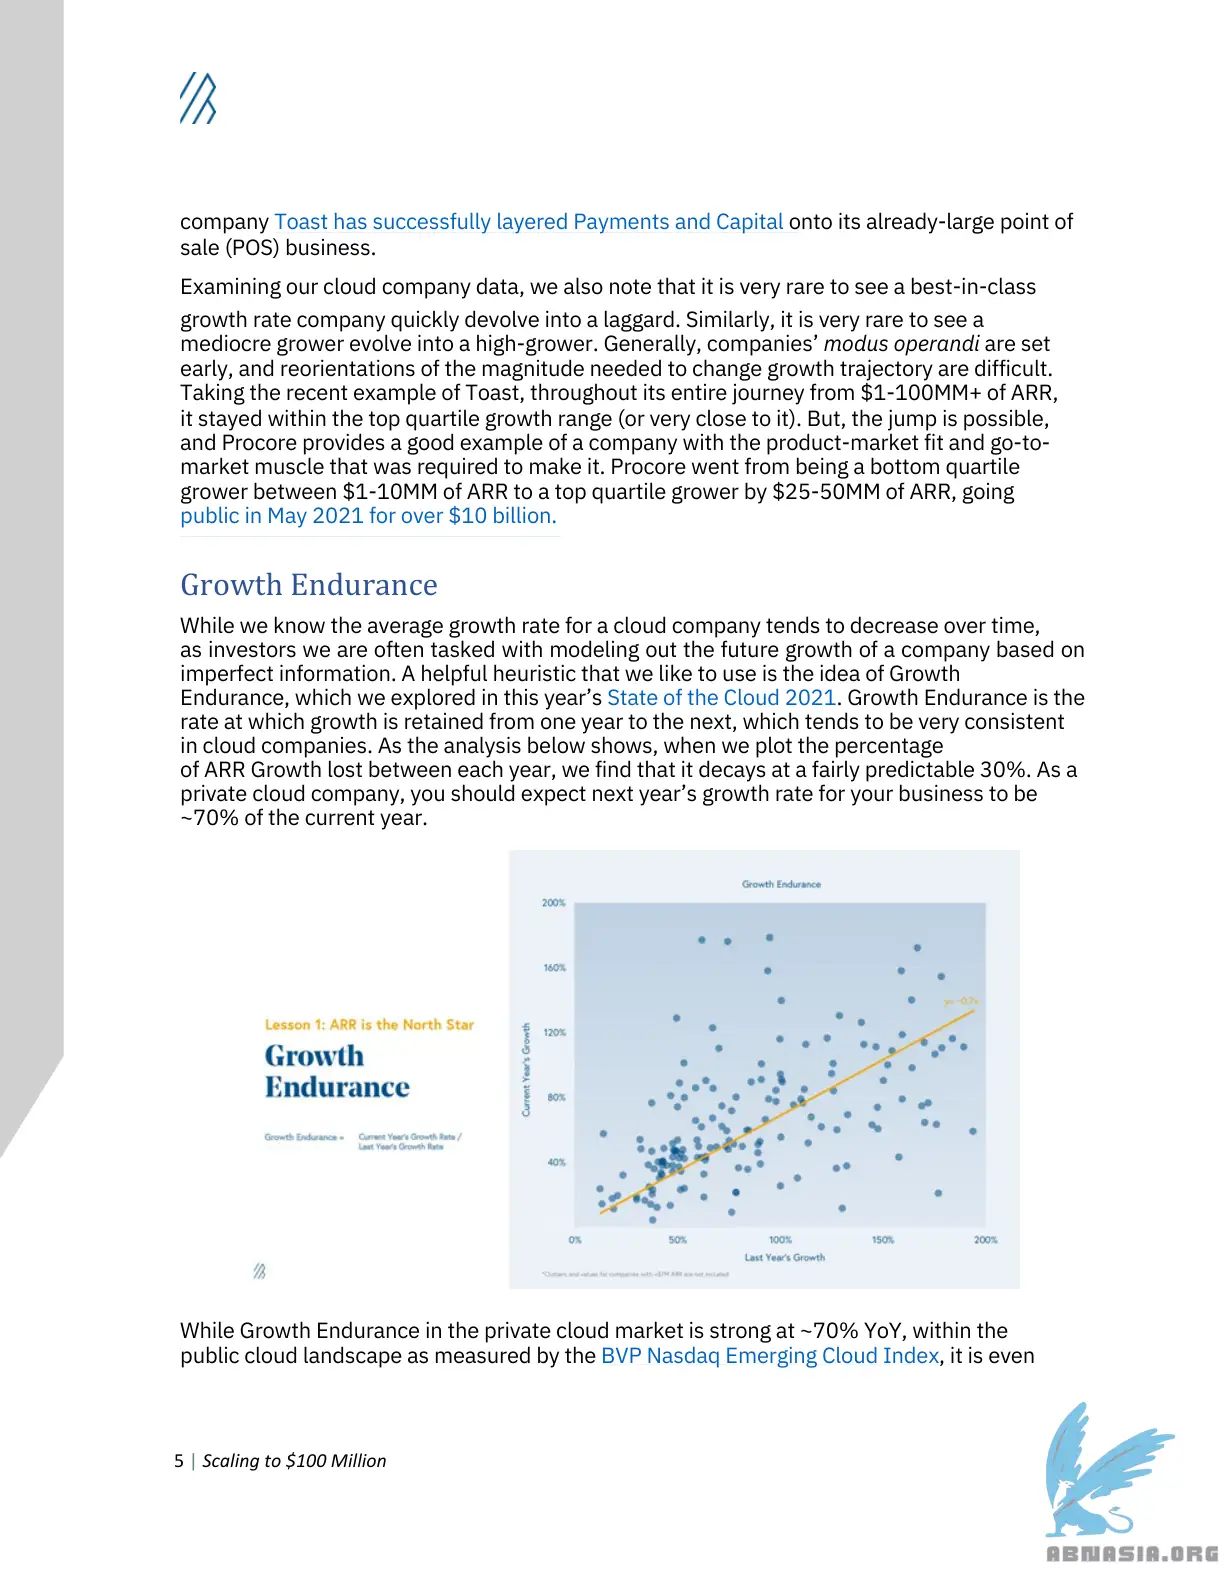 company Toast has successfully layered Payments and Capital onto its already-large point of
sale (POS) business.
Examining our cloud company data, we also note that it is very rare to see a best-in-class
growth rate company quickly devolve into a laggard. Similarly, it is very rare to see a
mediocre grower evolve into a high-grower. Generally, companies’ modus operandi are set
early, and reorientations of the magnitude needed to change growth trajectory are difficult.
Taking the recent example of Toast, throughout its entire journey from $1-100MM+ of ARR,
it stayed within the top quartile growth range (or very close to it). But, the jump is possible,
and Procore provides a good example of a company with the product-market fit and go-to-
market muscle that was required to make it. Procore went from being a bottom quartile
grower between $1-10MM of ARR to a top quartile grower by $25-50MM of ARR, going
public in May 2021 for over $10 billion.
Growth Endurance
While we know the average growth rate for a cloud company tends to decrease over time,
as investors we are often tasked with modeling out the future growth of a company based on
imperfect information. A helpful heuristic that we like to use is the idea of Growth
Endurance, which we explored in this year’s State of the Cloud 2021. Growth Endurance is the
rate at which growth is retained from one year to the next, which tends to be very consistent
in cloud companies. As the analysis below shows, when we plot the percentage
of ARR Growth lost between each year, we find that it decays at a fairly predictable 30%. As a
private cloud company, you should expect next year’s growth rate for your business to be
~70% of the current year.
Lesson 1: ARR is the North Star
Growth
Endurance
Growth Endurance = Current Year's Growth Rate /
Last Year's Growth Rate
Growth Endurance
200%
160%
120%
80%
40%
Current Year's Growth
y=~0.7x
0% 50% 100% 150% 200%
Last Year's Growth
*Outliers and values for companies with <$1M ARR are not included
While Growth Endurance in the private cloud market is strong at ~70% YoY, within the
public cloud landscape as measured by the BVP Nasdaq Emerging Cloud Index, it is even
5 | Scaling to $100 Million
ABNASIA.ORG